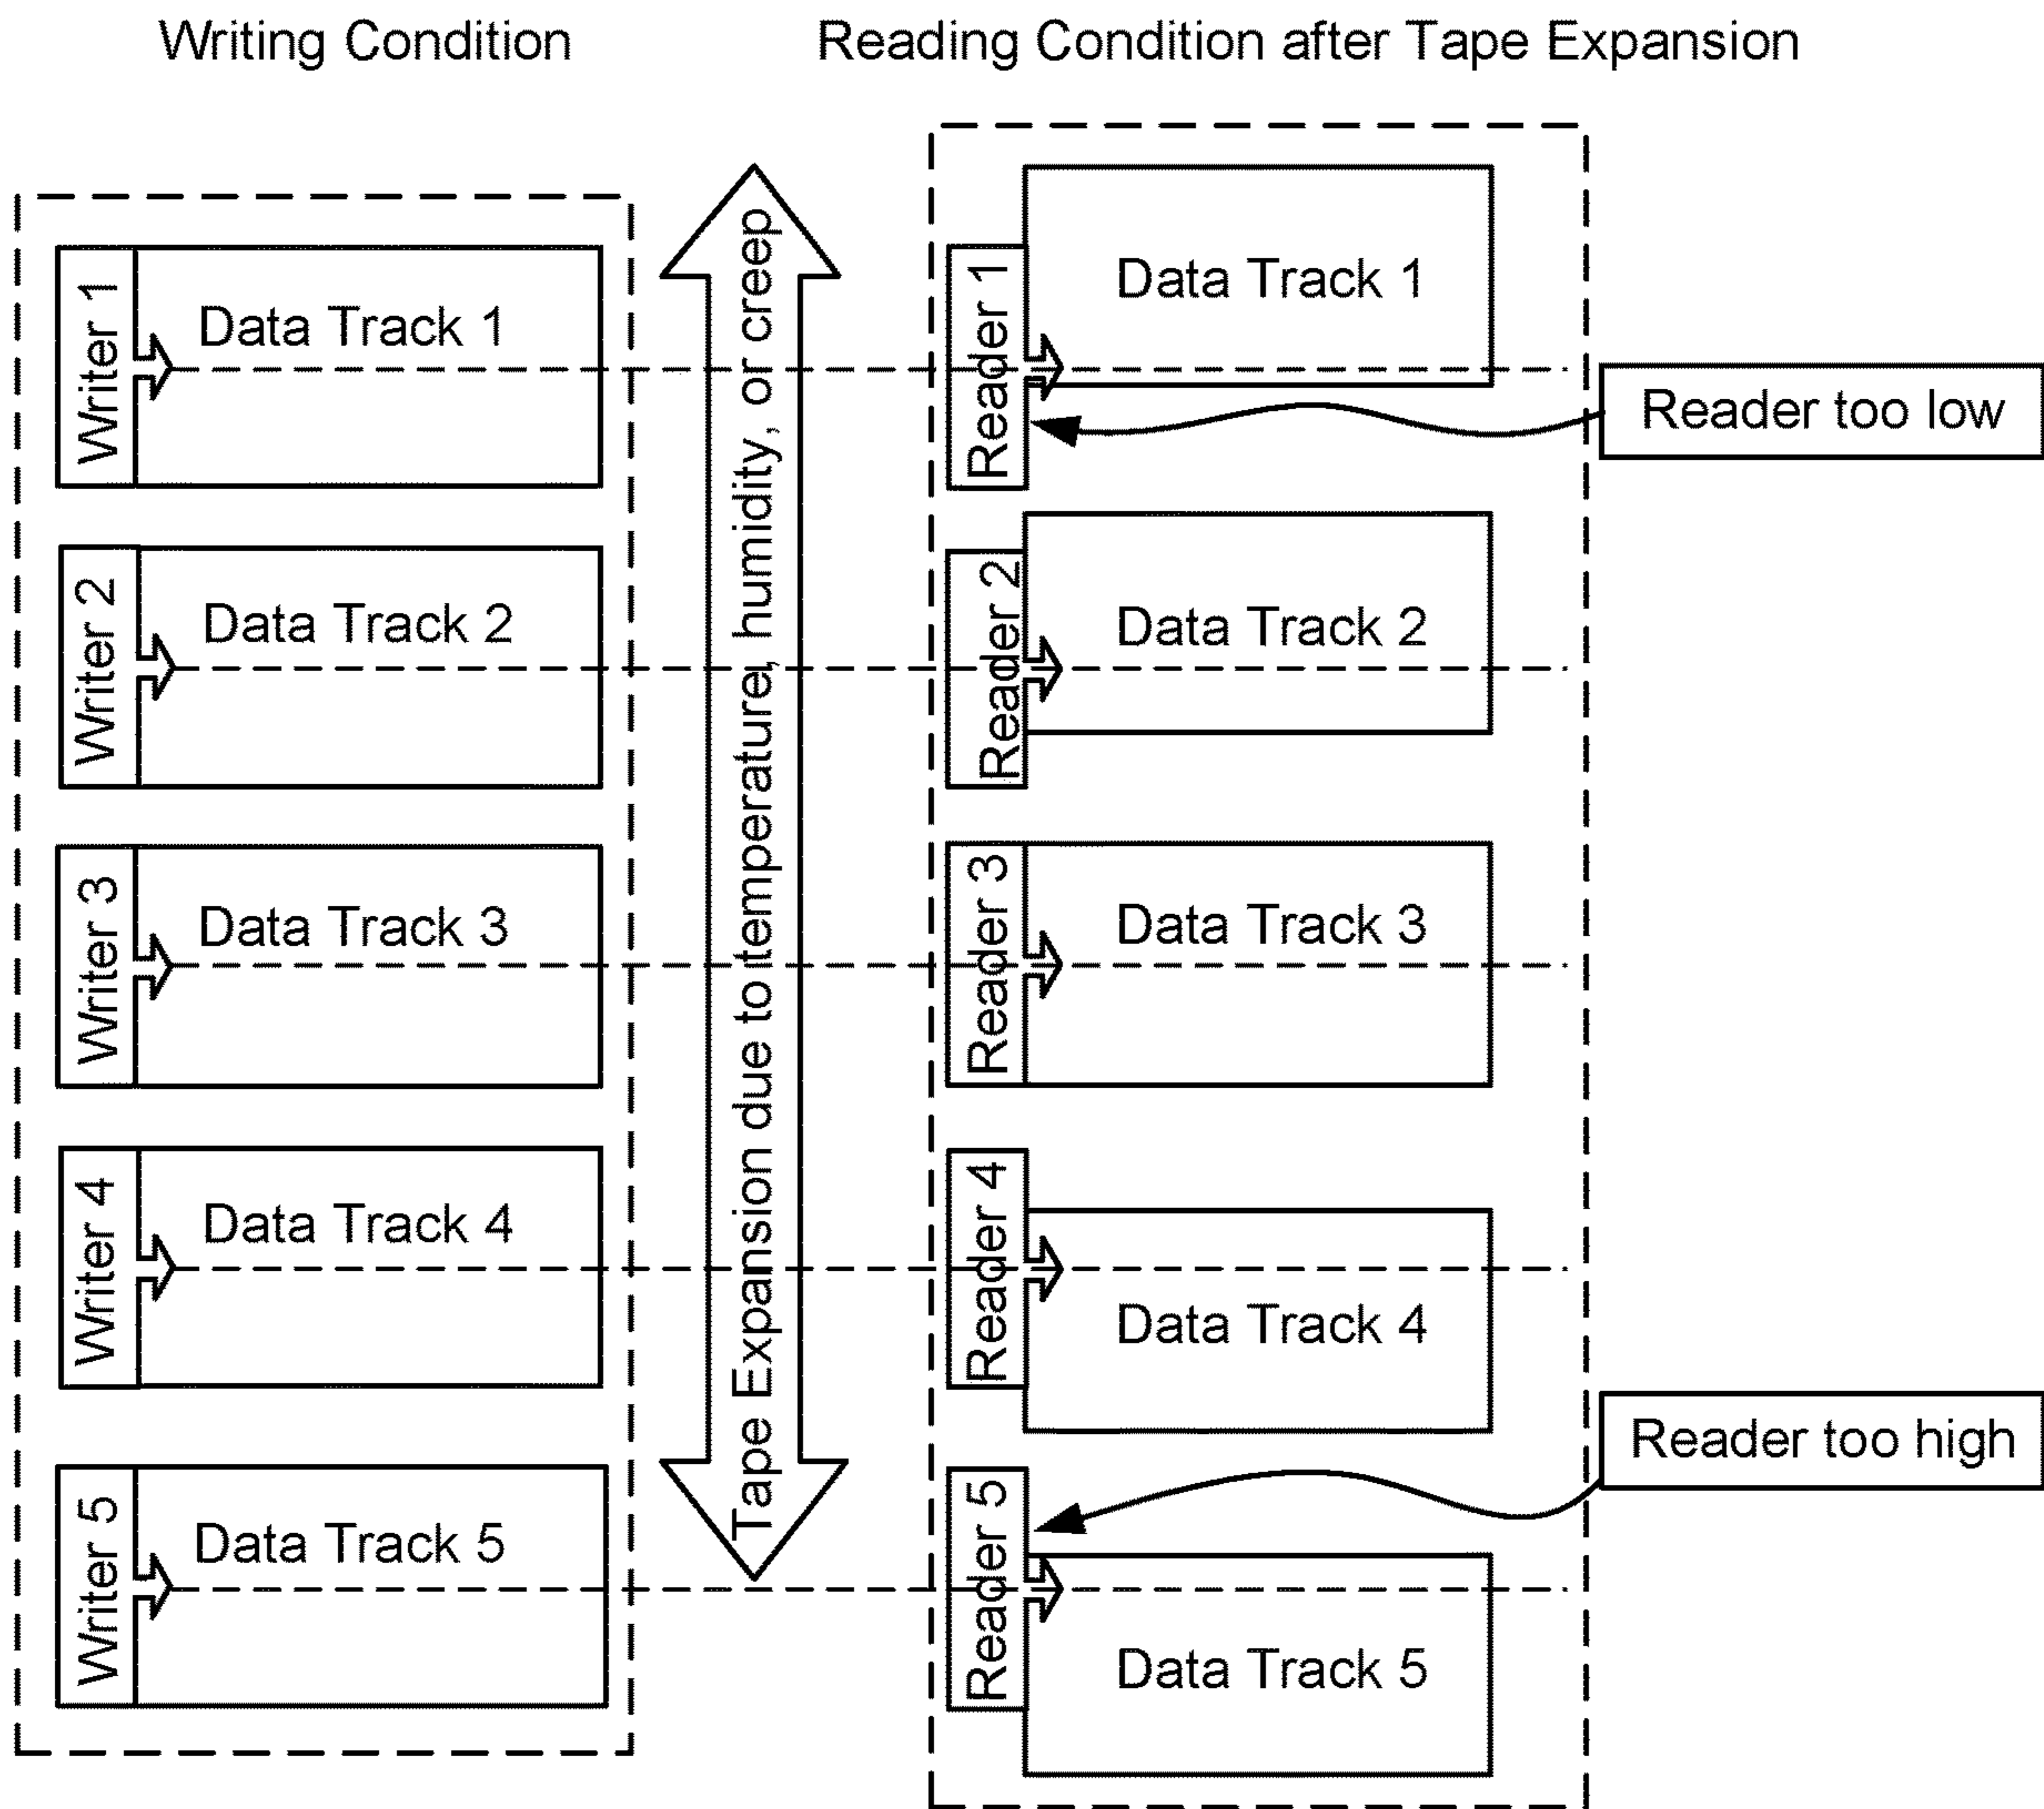 Writing Condition
Reading Condition after Tape Expansion
Writer 1
Data Track 1
Writer 2
Data Track 2
Writer 3
Data Track 3
Writer 4
Data Track 4
Writer 5
Data Track 5
Tape Expansion due to temperature, humidity, or creep
Reader 1
Data Track 1
Reader too low
Reader 2
Data Track 2
Reader 3
Data Track 3
Reader 4
Data Track 4
Reader too high
Reader 5
Data Track 5